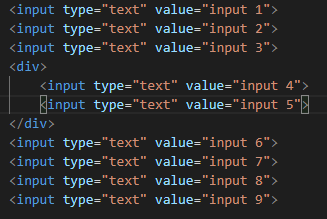 <input type="text" value="input 1">
<input type="text" value="input 2">
<input type="text" value="input 3">
<div>
    <input type="text" value="input 4">
    <input type="text" value="input 5">
</div>
<input type="text" value="input 6">
<input type="text" value="input 7">
<input type="text" value="input 8">
<input type="text" value="input 9">